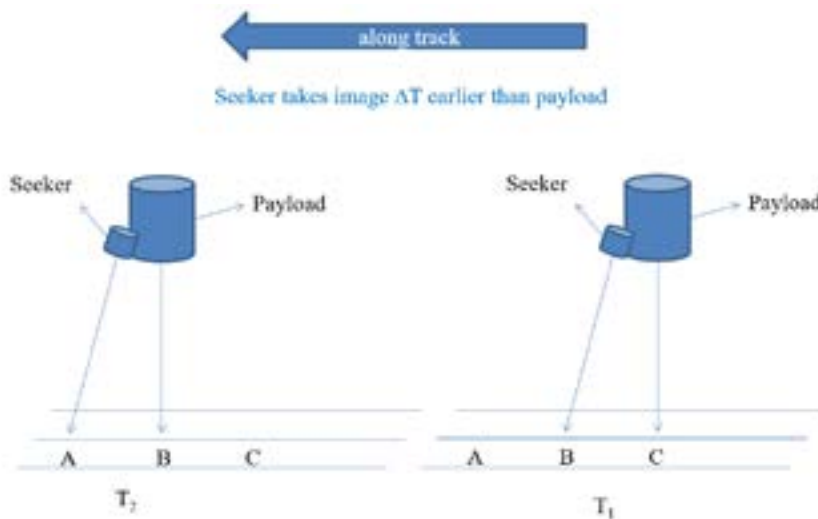 along track
Seeker takes image ΔT earlier than payload
Seeker
Payload
Seeker
Payload
A B C
A B C
T₂
T₁